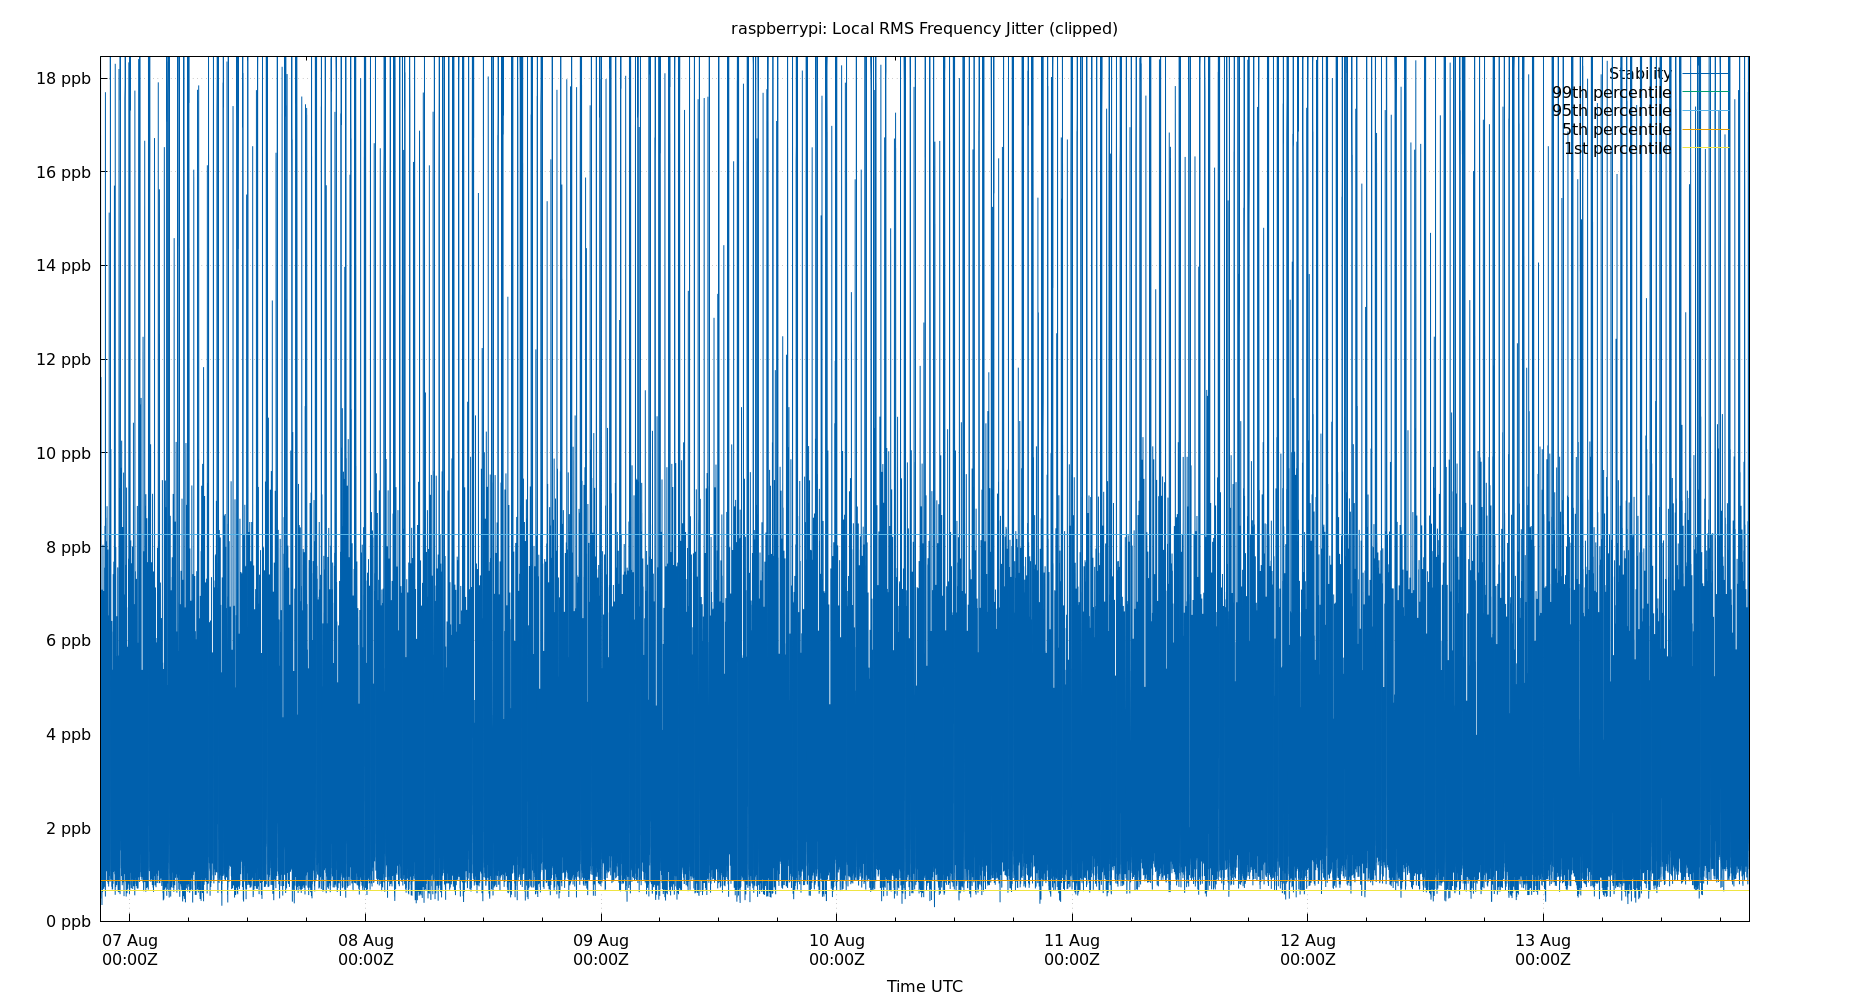 raspberrypi: Local RMS Frequency Jitter (clipped)
18 ppb
16 ppb
14 ppb
12 ppb
10 ppb
8 ppb
6 ppb
4 ppb
2 ppb
0 ppb
Stability
99th percentile
95th percentile
5th percentile
1st percentile
07 Aug 08 Aug 09 Aug 10 Aug 11 Aug 12 Aug 13 Aug
00:00Z 00:00Z 00:00Z 00:00Z 00:00Z 00:00Z 00:00Z
Time UTC